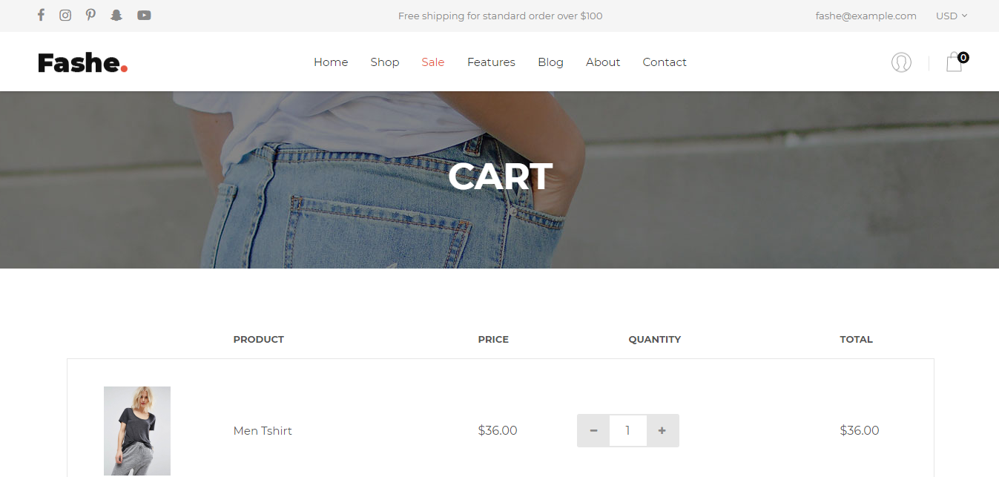 Free shipping for standard order over $100
fashe@example.com
USD
Fashe.
Home Shop Sale Features Blog About Contact
0
CART
PRODUCT PRICE QUANTITY TOTAL
Men Tshirt $36.00 − 1 + $36.00